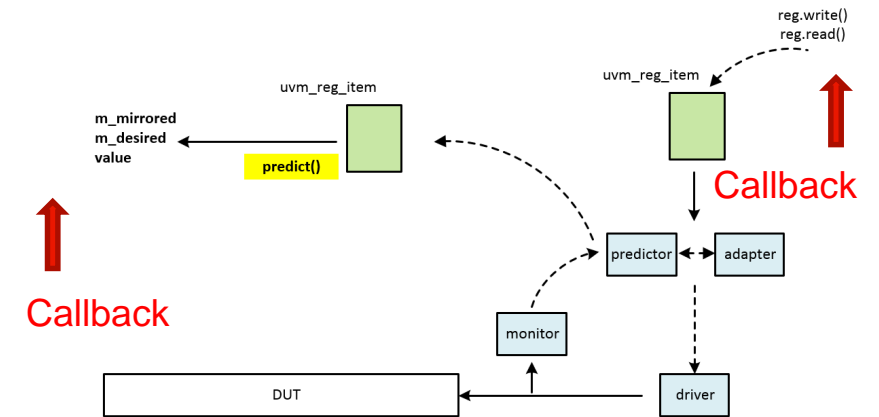 reg.write()
reg.read()
uvm_reg_item
uvm_reg_item
m_mirrored
m_desired
value
predict()
Callback
predictor
adapter
Callback
monitor
DUT
driver